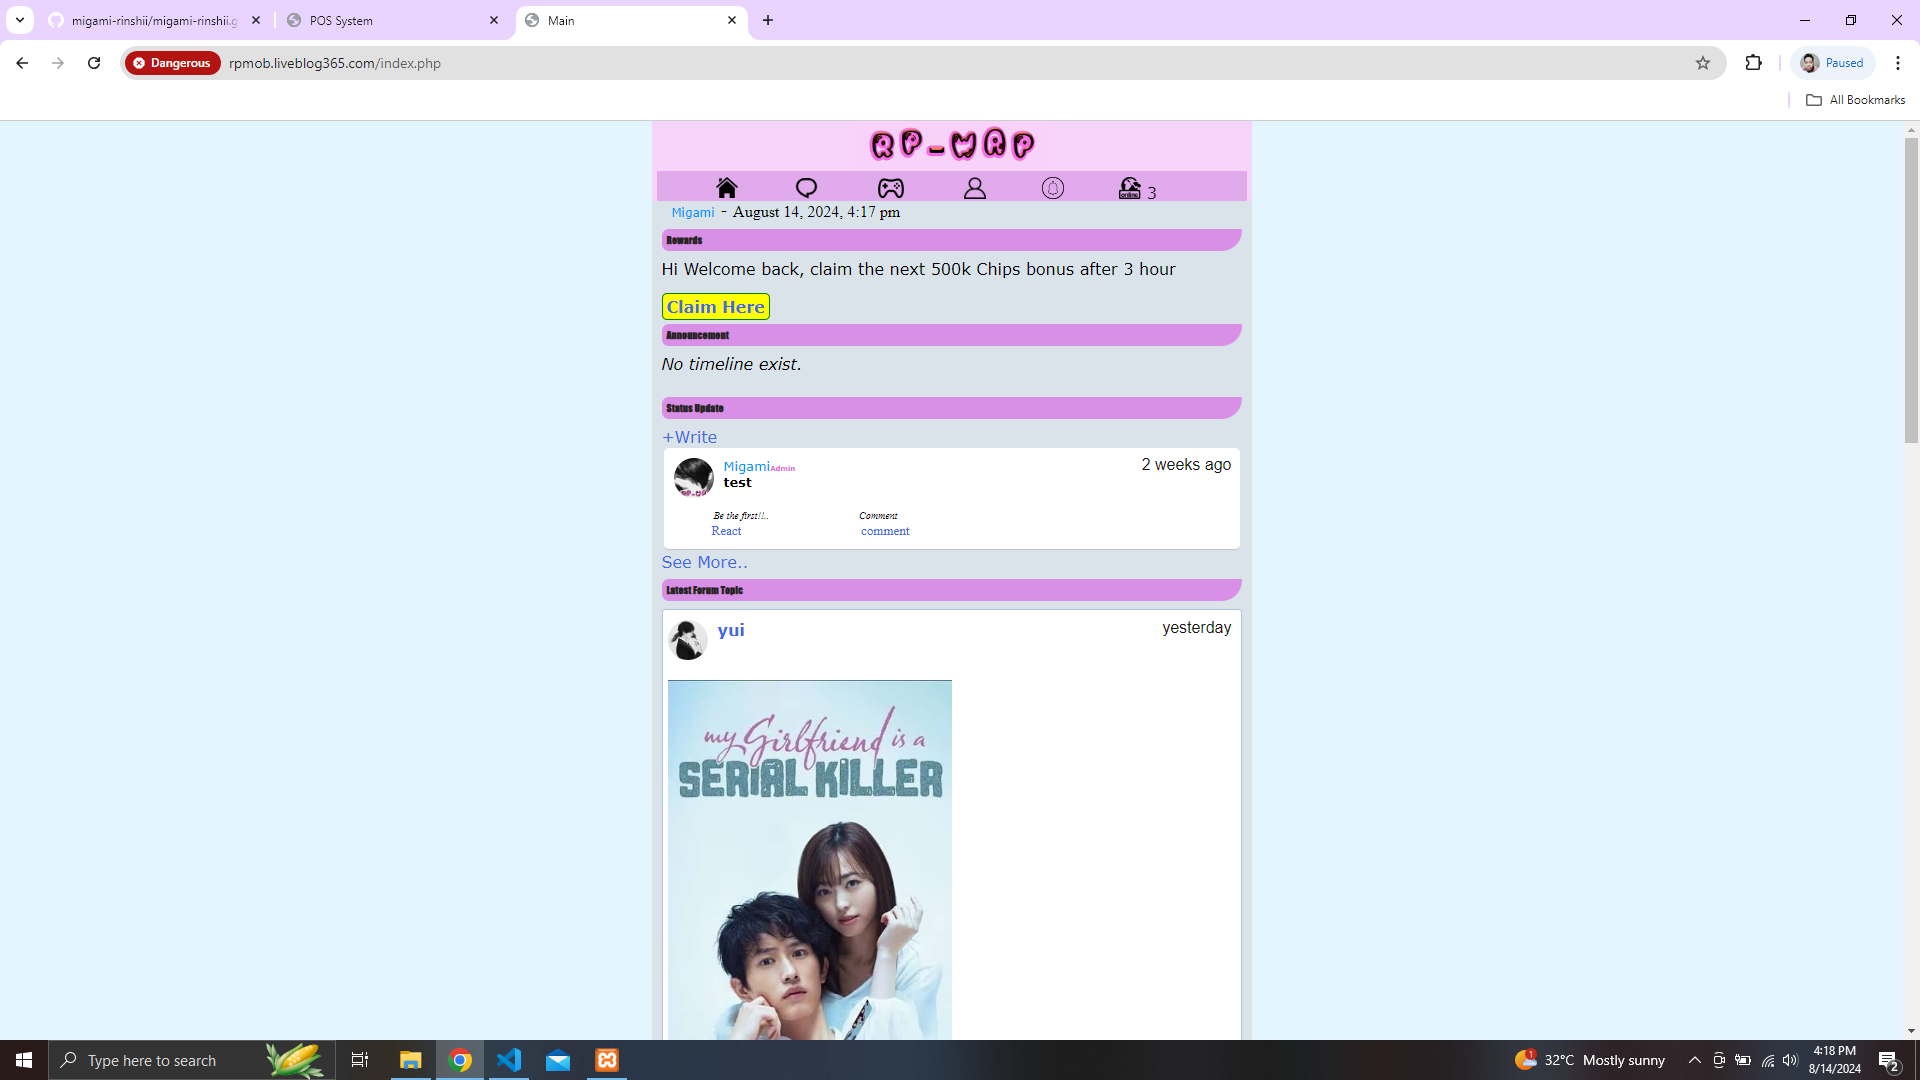 migami-rinshii/migami-rinshii.g
POS System
Main
Dangerous
rpmob.liveblog365.com/index.php
Paused
All Bookmarks
RP-WAP
3
Migami - August 14, 2024, 4:17 pm
Rewards
Hi Welcome back, claim the next 500k Chips bonus after 3 hour
Claim Here
Announcement
No timeline exist.
Status Update
+Write
MigamiAdmin
2 weeks ago
test
Be the first!!..
Comment
React
comment
See More..
Latest Forum Topic
yui
yesterday
my Girlfriend is a
SERIAL KILLER
Type here to search
1
32°C Mostly sunny
4:18 PM
8/14/2024
2